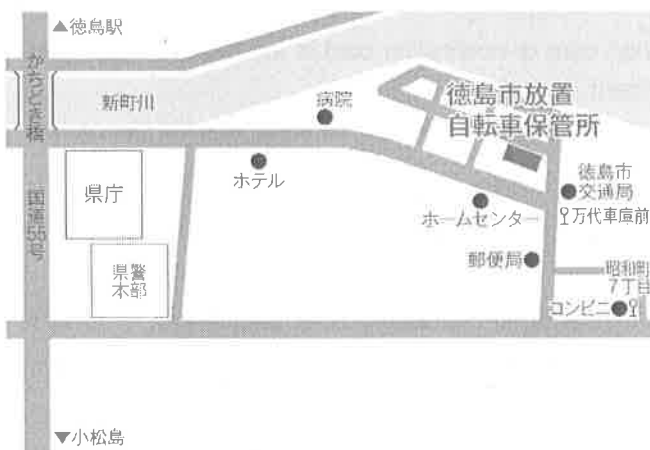 ▲徳島駅
かちどき橋
新町川
病院
徳島市放置
自転車保管所
県庁
ホテル
徳島市
交通局
国道55号
ホームセンター
万代車庫前
県警
本部
郵便局
昭和町
7丁目
コンビニ
▼小松島